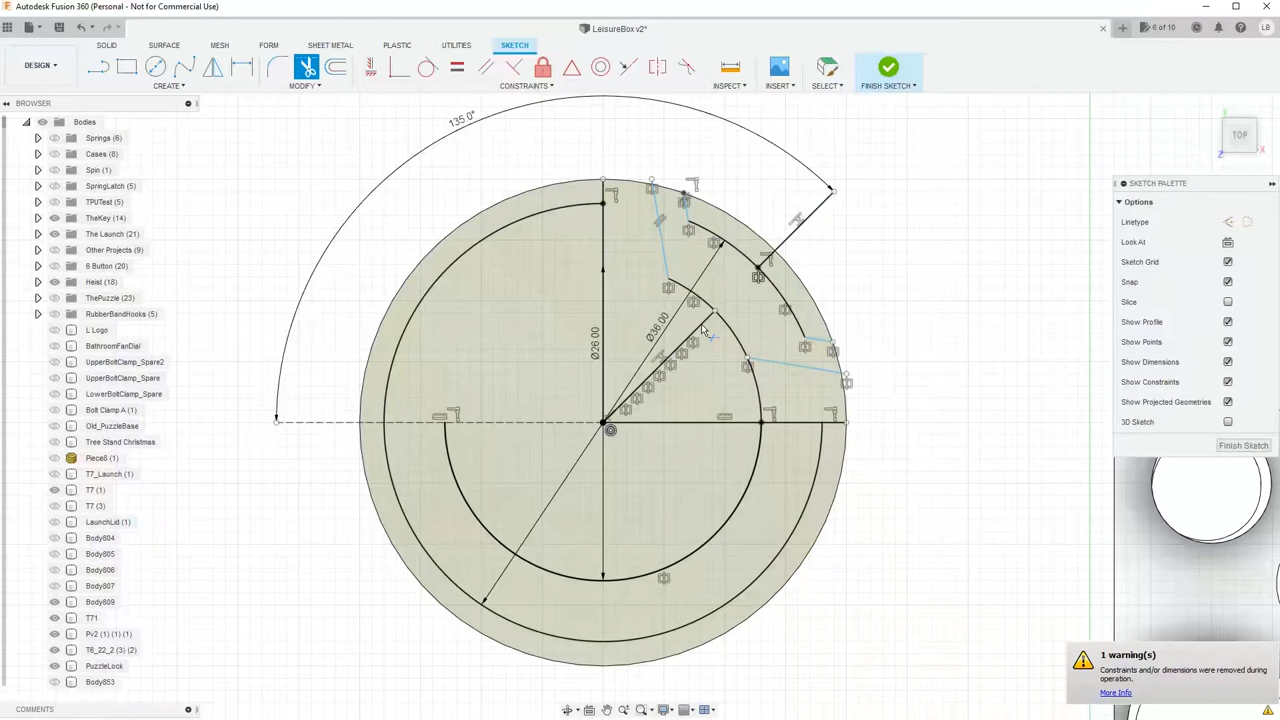 Autodesk Fusion 360 (Personal - Not for Commercial Use)
LeisureBox v2*
6 of 10
LB
SOLID SURFACE MESH FORM SHEET METAL PLASTIC UTILITIES SKETCH
DESIGN
CREATE MODIFY CONSTRAINTS INSPECT INSERT SELECT FINISH SKETCH
BROWSER
Bodies
Springs (6)
Cases (8)
Spin (1)
SpringLatch (5)
TPUTest (5)
TheKey (14)
The Launch (21)
Other Projects (9)
6 Button (20)
Heist (18)
ThePuzzle (23)
RubberBandHooks (5)
L Logo
BathroomFanDial
UpperBoltClamp_Spare2
UpperBoltClamp_Spare
LowerBoltClamp_Spare
Bolt Clamp A (1)
Old_PuzzleBase
Tree Stand Christmas
Piece8 (1)
T7_Launch (1)
T7 (1)
T7 (3)
LaunchLid (1)
Body804
Body805
Body806
Body807
Body809
T71
Pv2 (1) (1) (1)
T6_22_2 (3) (2)
PuzzleLock
Body853
COMMENTS
135.0°
Ø26.00
Ø36.00
TOP
X
Z
SKETCH PALETTE
Options
Linetype
Look At
Sketch Grid
Snap
Slice
Show Profile
Show Points
Show Dimensions
Show Constraints
Show Projected Geometries
3D Sketch
Finish Sketch
1 warning(s)
Constraints and/or dimensions were removed during
operation.
More Info